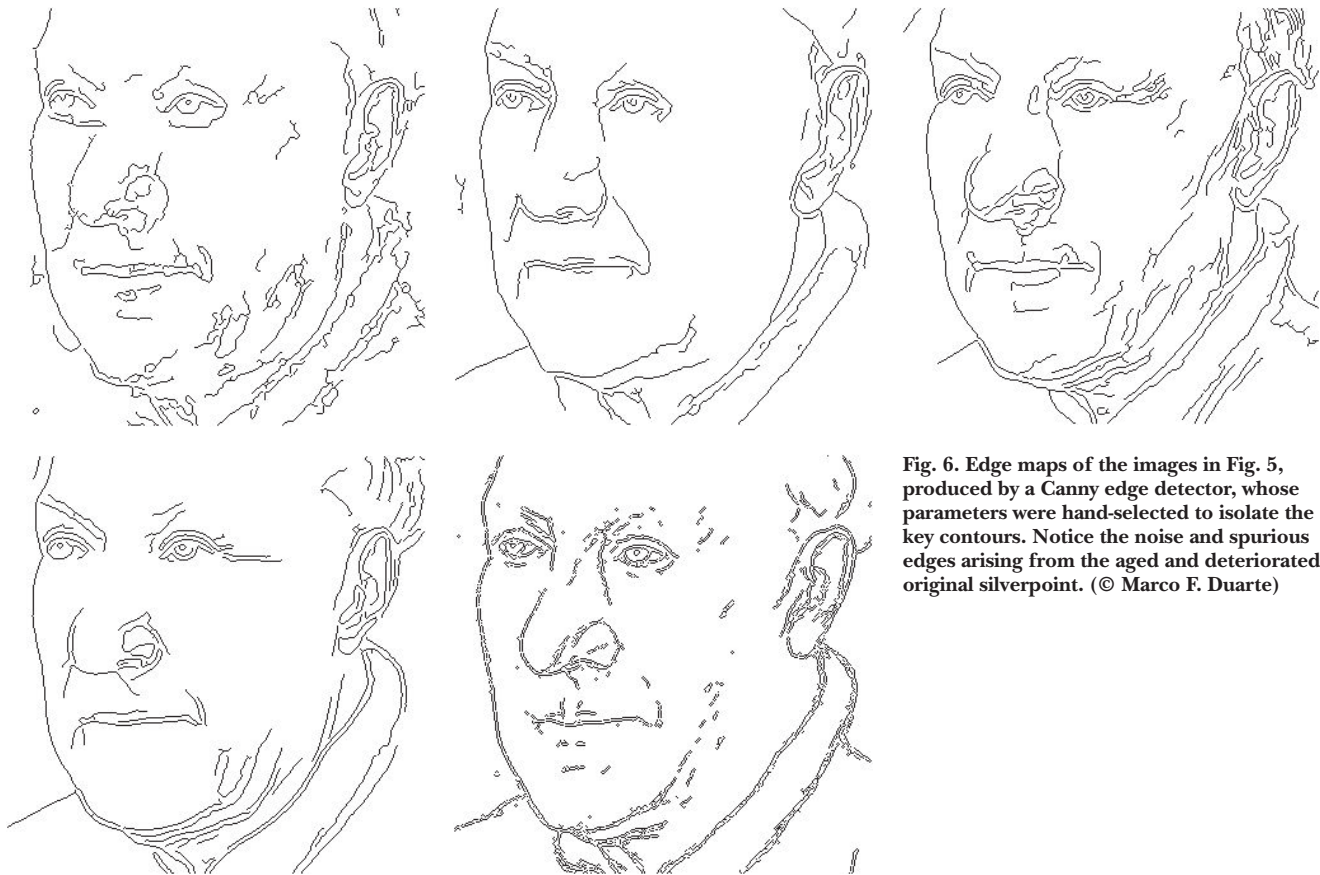 Fig. 6. Edge maps of the images in Fig. 5,
produced by a Canny edge detector, whose
parameters were hand-selected to isolate the
key contours. Notice the noise and spurious
edges arising from the aged and deteriorated
original silverpoint. (© Marco F. Duarte)